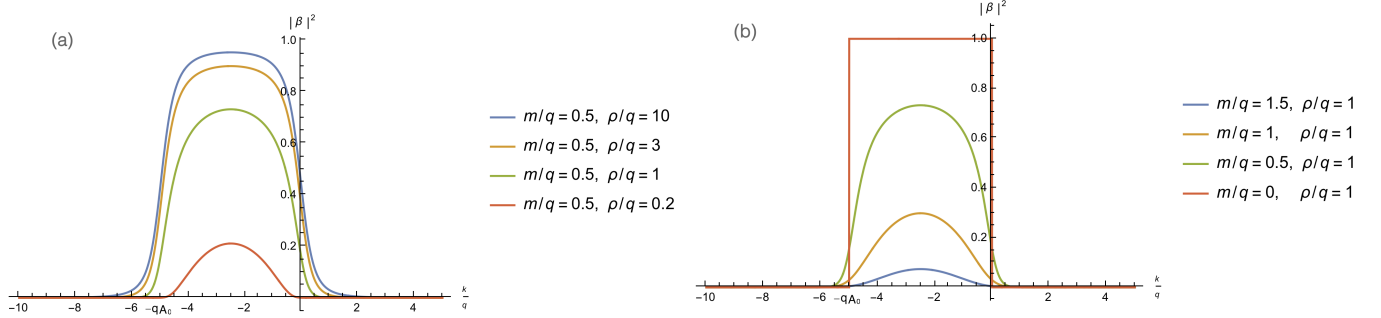 (a)
|β|²
1.0
0.8
0.6
0.4
0.2
-10 -8 -6 -qA₀ -4 -2 2 4
k/q
m/q = 0.5, ρ/q = 10
m/q = 0.5, ρ/q = 3
m/q = 0.5, ρ/q = 1
m/q = 0.5, ρ/q = 0.2
(b)
|β|²
1.0
0.8
0.6
0.4
0.2
-10 -8 -6 -qA₀ -4 -2 2 4
k/q
m/q = 1.5, ρ/q = 1
m/q = 1, ρ/q = 1
m/q = 0.5, ρ/q = 1
m/q = 0, ρ/q = 1